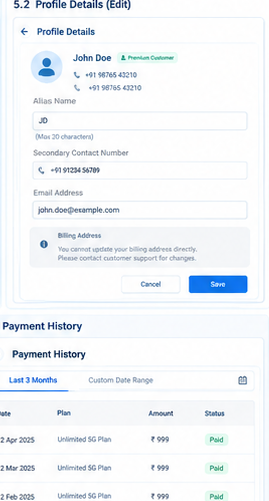 5.2 Profile Details (Edit)
Profile Details
John Doe
Premium Customer
+91 98765 43210
+91 98765 43210
Alias Name
JD
(Max 20 characters)
Secondary Contact Number
+91 91234 56789
Email Address
john.doe@example.com
Billing Address
You cannot update your billing address directly.
Please contact customer support for changes.
Cancel Save
Payment History
Payment History
Last 3 Months Custom Date Range
ate Plan Amount Status
2 Apr 2025 Unlimited 5G Plan ₹ 999 Paid
2 Mar 2025 Unlimited 5G Plan ₹ 999 Paid
2 Feb 2025 Unlimited 5G Plan ₹ 999 Paid